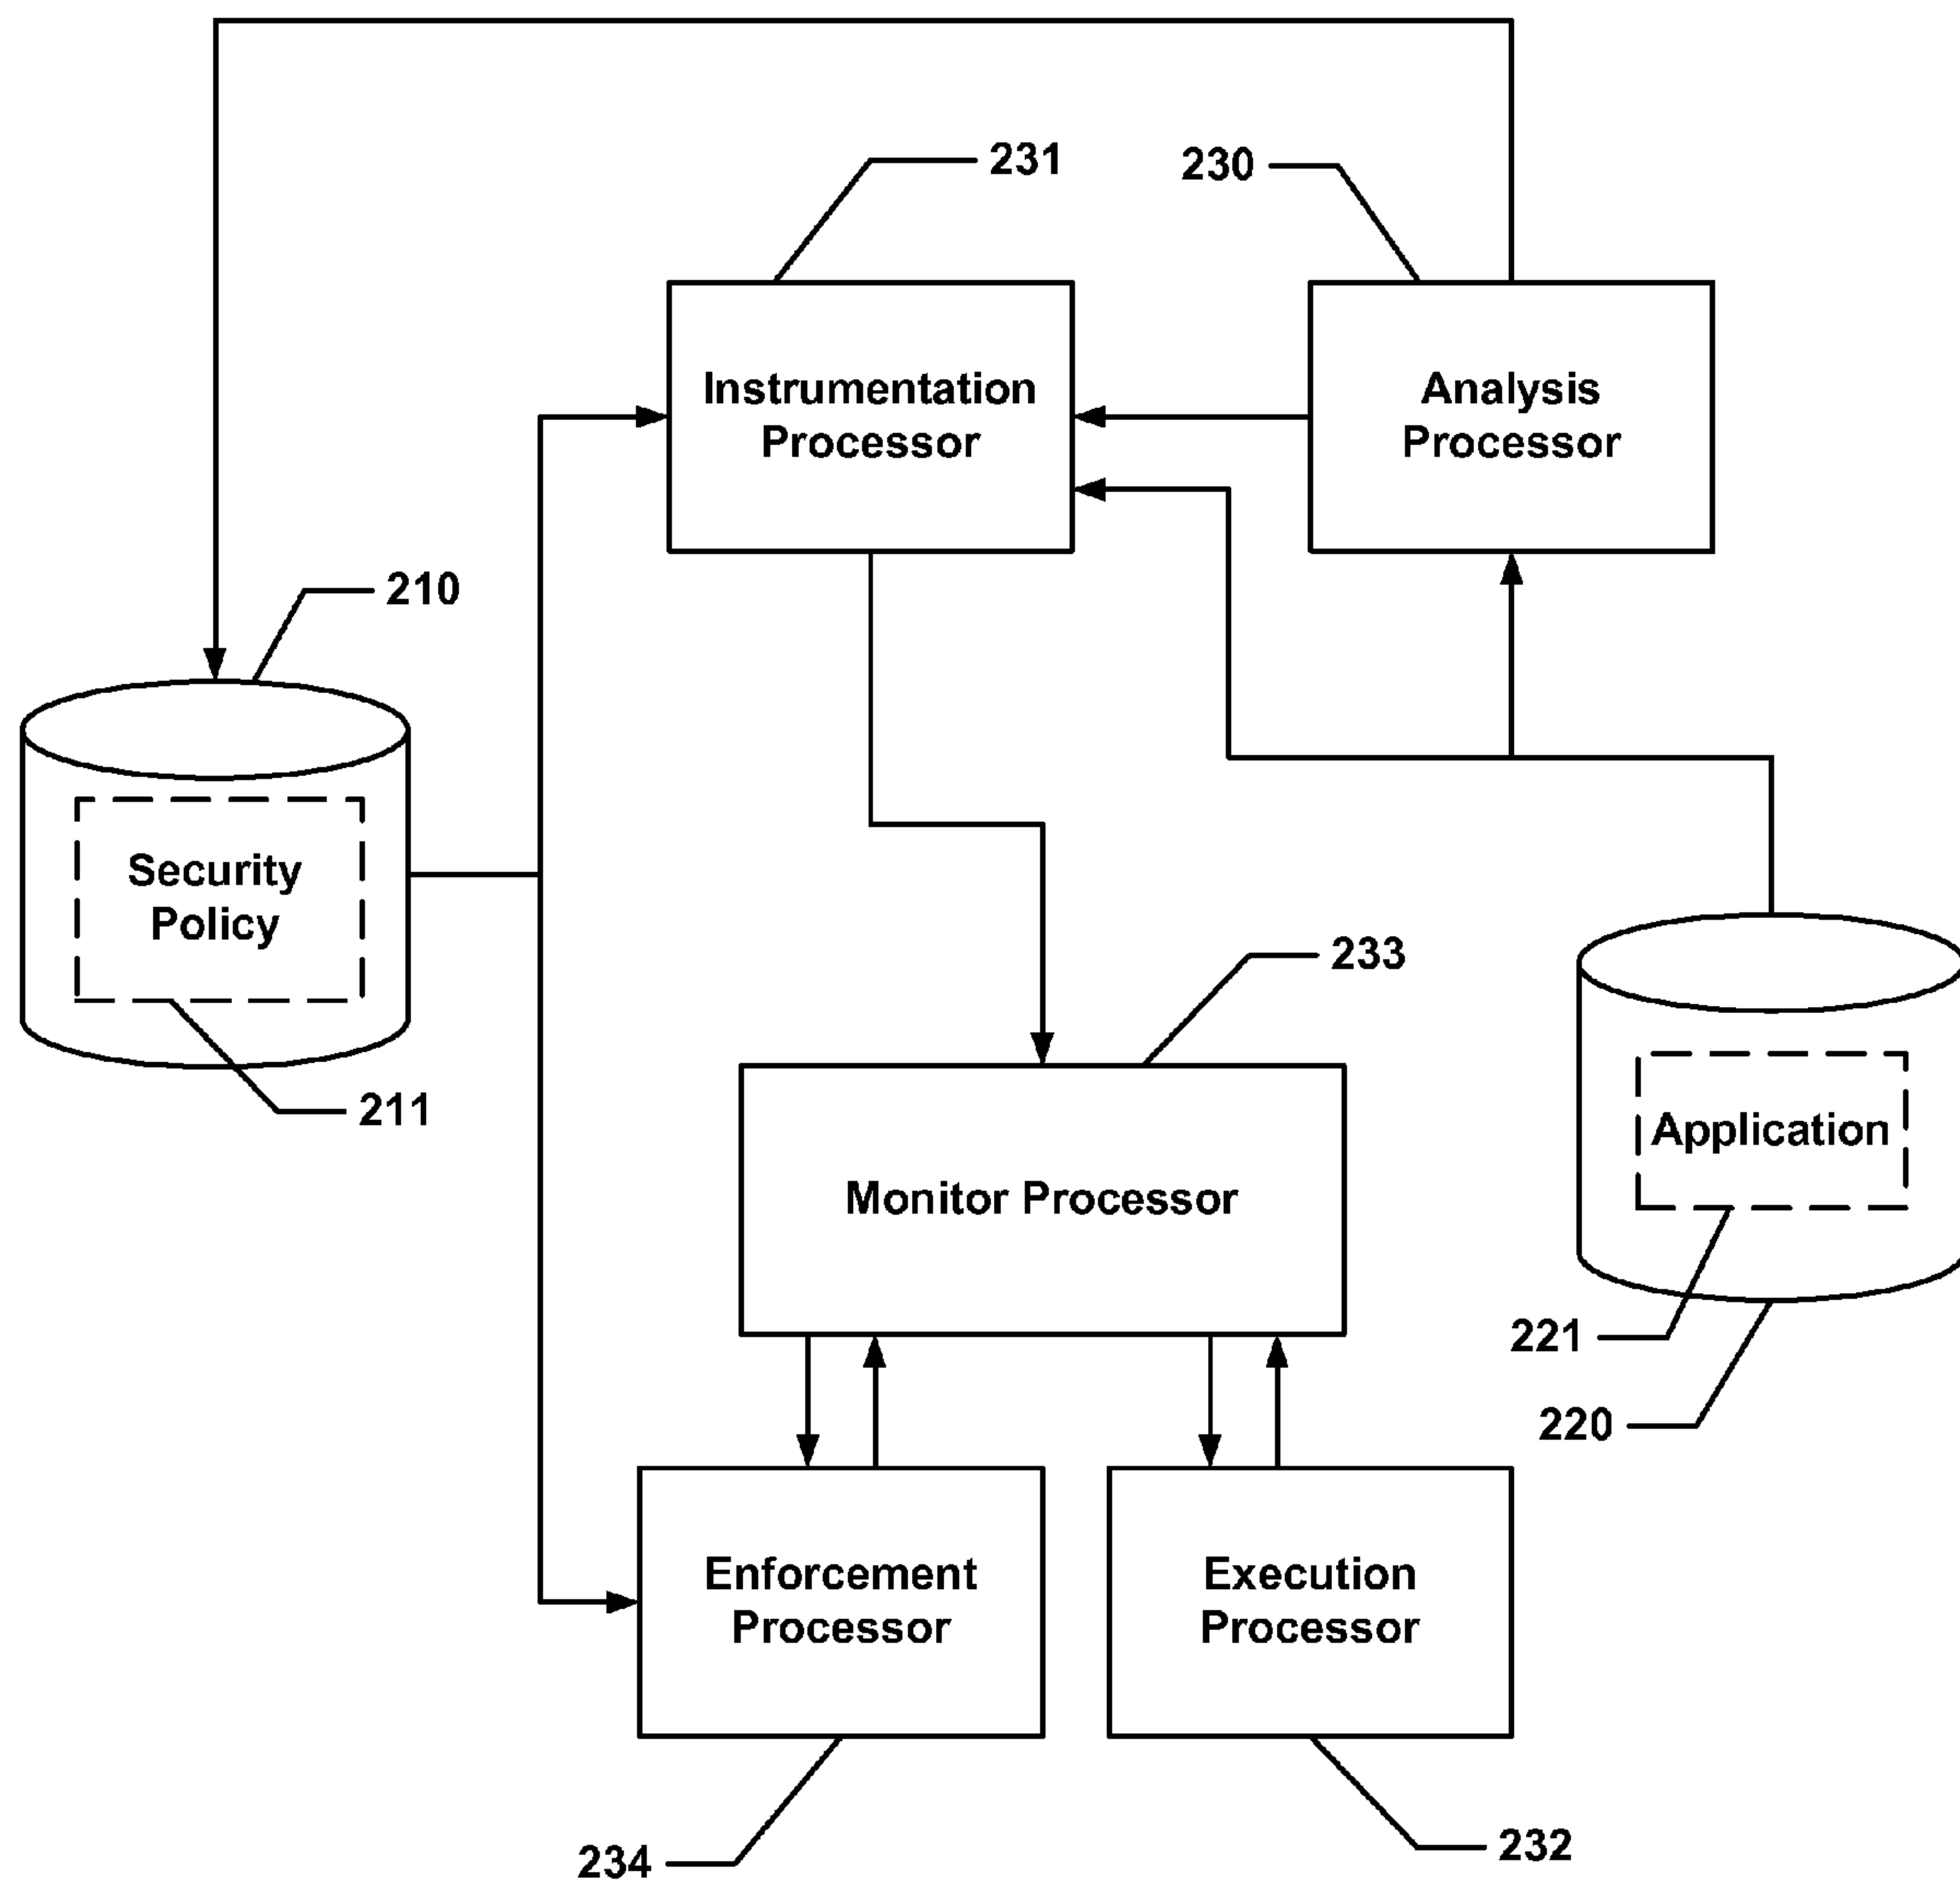 231
230
Instrumentation
Processor
Analysis
Processor
210
Security
Policy
211
233
Monitor Processor
Application
221
220
Enforcement
Processor
Execution
Processor
234
232